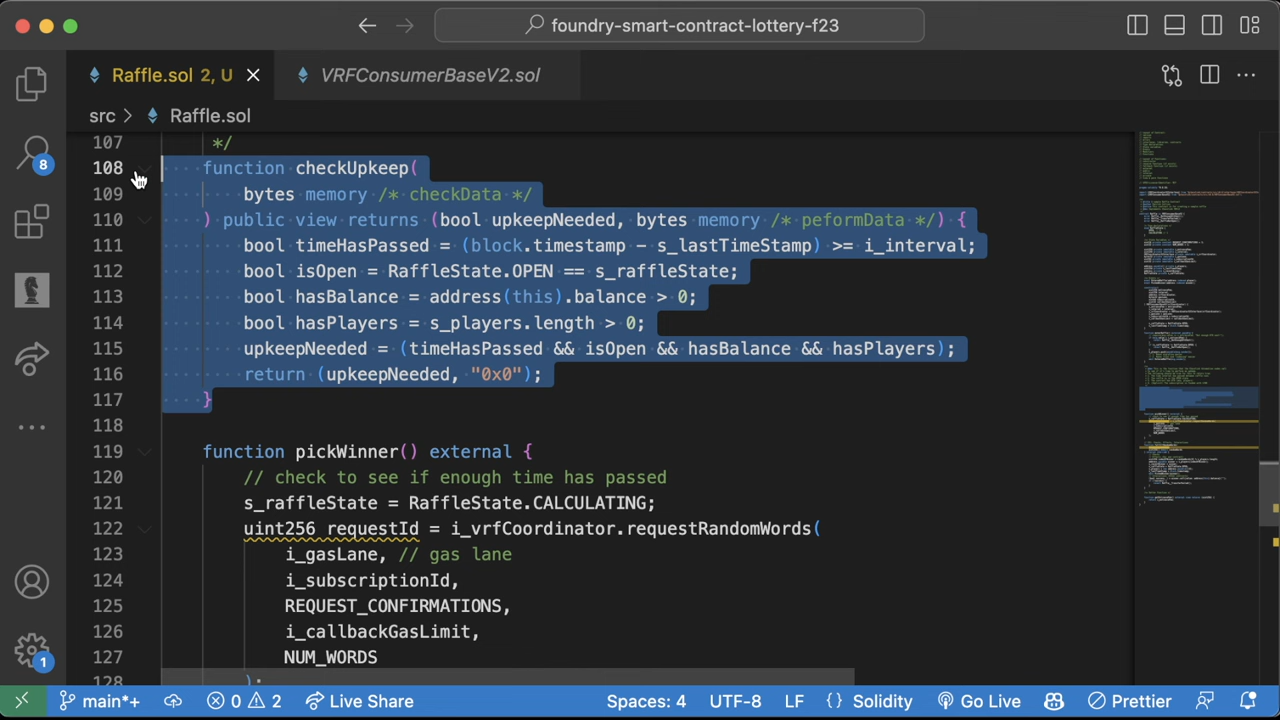 foundry-smart-contract-lottery-f23
Raffle.sol 2, U
VRFConsumerBaseV2.sol
src > Raffle.sol
107 */
108 function checkUpkeep(
109 bytes memory /* checkData */
110 ) public view returns (bool upkeepNeeded, bytes memory /* peformData */) {
111 bool timeHasPassed = (block.timestamp - s_lastTimeStamp) >= i_interval;
112 bool isOpen = RaffleState.OPEN == s_raffleState;
113 bool hasBalance = address(this).balance > 0;
114 bool hasPlayers = s_players.length > 0;
115 upkeepNeeded = (timeHasPassed && isOpen && hasBalance && hasPlayers);
116 return (upkeepNeeded, "0x0");
117 }
118
119 function pickWinner() external {
120 // check to see if enough time has passed
121 s_raffleState = RaffleState.CALCULATING;
122 uint256 requestId = i_vrfCoordinator.requestRandomWords(
123 i_gasLane, // gas lane
124 i_subscriptionId,
125 REQUEST_CONFIRMATIONS,
126 i_callbackGasLimit,
127 NUM_WORDS
128 );
8
1
main*+ 0 2 Live Share Spaces: 4 UTF-8 LF {} Solidity Go Live Prettier